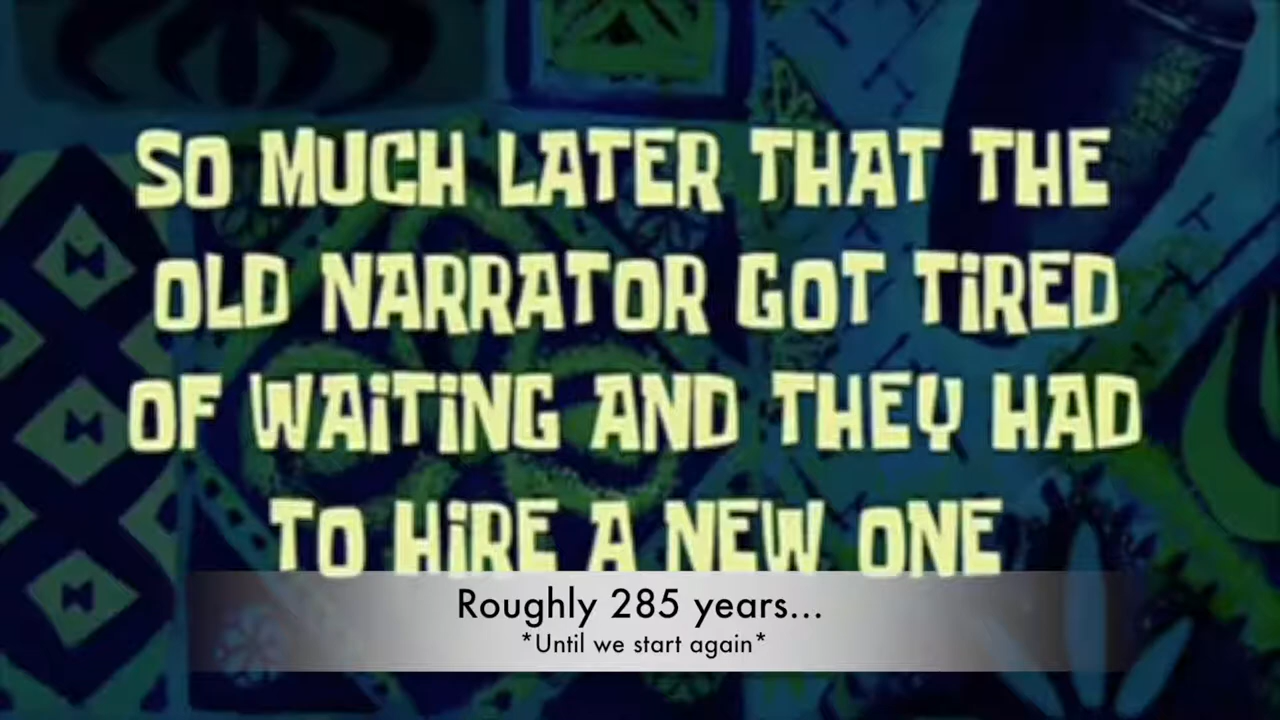 SO MUCH LATER THAT THE
OLD NARRATOR GOT TiRED
OF WAiTiNG AND THEY HAD
TO HiRE A NEW ONE
Roughly 285 years...
*Until we start again*